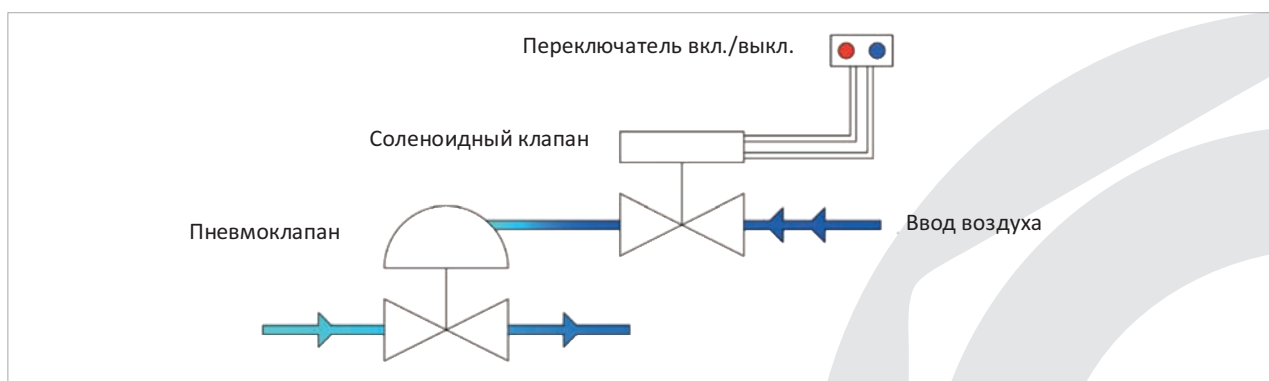 Переключатель вкл./выкл.
Соленоидный клапан
Пневмоклапан
Ввод воздуха